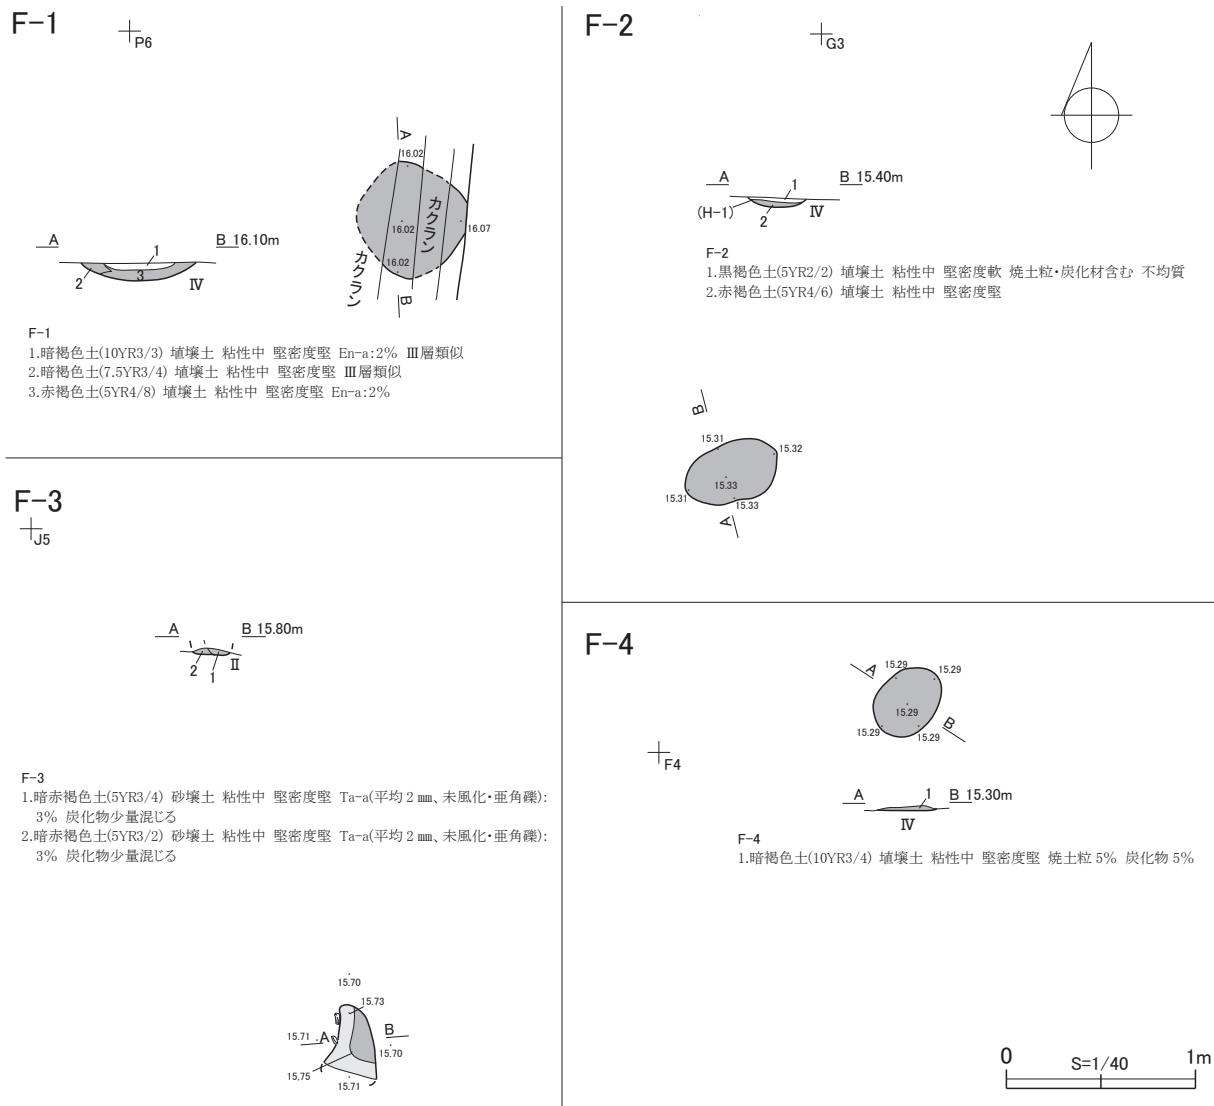 F-1
P6
A
16.02
カクラン
16.02
16.07
16.02
カクラン
B
A
B 16.10m
1
2
3
Ⅳ
F-1
1.暗褐色土(10YR3/3) 埴壌土 粘性中 堅密度堅 En-a:2% Ⅲ層類似
2.暗褐色土(7.5YR3/4) 埴壌土 粘性中 堅密度堅 Ⅲ層類似
3.赤褐色土(5YR4/8) 埴壌土 粘性中 堅密度堅 En-a:2%
F-2
G3
A
B 15.40m
1
(H-1)
2
Ⅳ
F-2
1.黒褐色土(5YR2/2) 埴壌土 粘性中 堅密度軟 焼土粒・炭化材含む 不均質
2.赤褐色土(5YR4/6) 埴壌土 粘性中 堅密度堅
B
15.31
15.32
15.33
15.31
15.33
A
F-3
J5
A
B 15.80m
2
1
Ⅱ
F-3
1.暗赤褐色土(5YR3/4) 砂壌土 粘性中 堅密度堅 Ta-a(平均2㎜、未風化・亜角礫):
3% 炭化物少量混じる
2.暗赤褐色土(5YR3/2) 砂壌土 粘性中 堅密度堅 Ta-a(平均2㎜、未風化・亜角礫):
3% 炭化物少量混じる
15.70
15.73
15.71
A
B
15.70
15.75
15.71
F-4
A
15.29
15.29
15.29
15.29
15.29
B
F4
A
B 15.30m
1
Ⅳ
F-4
1.暗褐色土(10YR3/4) 埴壌土 粘性中 堅密度堅 焼土粒5% 炭化物5%
0
S=1/40
1m